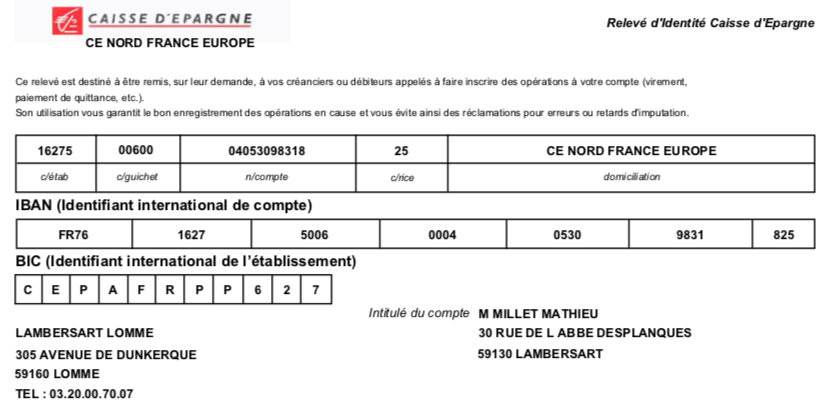 CAISSE D'EPARGNE
Relevé d'Identité Caisse d'Epargne
CE NORD FRANCE EUROPE
Ce relevé est destiné à être remis, sur leur demande, à vos créanciers ou débiteurs appelés à faire inscrire des opérations à votre compte (virement,
paiement de quittance, etc.).
Son utilisation vous garantit le bon enregistrement des opérations en cause et vous évite ainsi des réclamations pour erreurs ou retards d'imputation.
16275 00600 04053098318 25 CE NORD FRANCE EUROPE
c/étab c/guichet n/compte c/rice domiciliation
IBAN (Identifiant international de compte)
FR76 1627 5006 0004 0530 9831 825
BIC (Identifiant international de l'établissement)
C E P A F R P P 6 2 7
Intitulé du compte M MILLET MATHIEU
LAMBERSART LOMME 30 RUE DE L ABBE DESPLANQUES
305 AVENUE DE DUNKERQUE 59130 LAMBERSART
59160 LOMME
TEL : 03.20.00.70.07